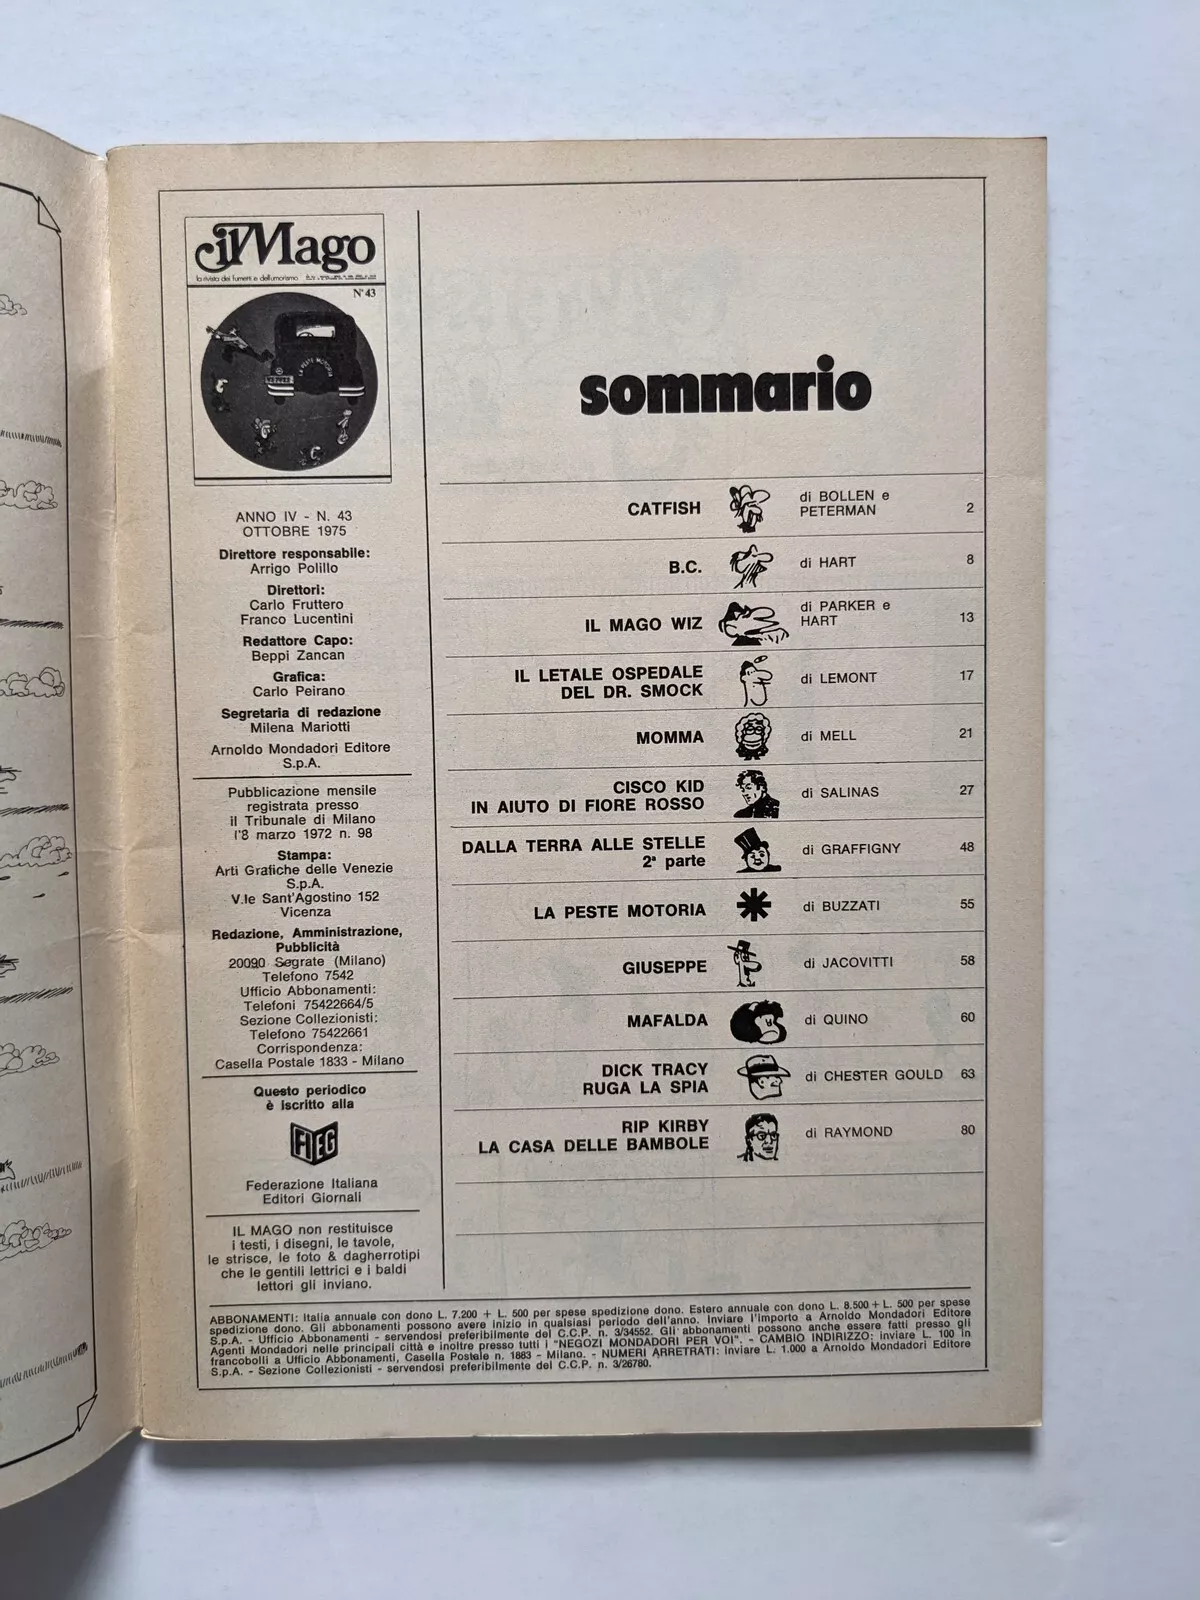 il Mago
la rivista dei fumetti e dell'umorismo
N° 43
LA PESTE MOTORIA
ANNO IV - N. 43
OTTOBRE 1975
Direttore responsabile:
Arrigo Polillo
Direttori:
Carlo Fruttero
Franco Lucentini
Redattore Capo:
Beppi Zancan
Grafica:
Carlo Peirano
Segretaria di redazione
Milena Mariotti
Arnoldo Mondadori Editore
S.p.A.
Pubblicazione mensile
registrata presso
il Tribunale di Milano
l'8 marzo 1972 n. 98
Stampa:
Arti Grafiche delle Venezie
S.p.A.
V.le Sant'Agostino 152
Vicenza
Redazione, Amministrazione,
Pubblicità
20090 Segrate (Milano)
Telefono 7542
Ufficio Abbonamenti:
Telefoni 75422664/5
Sezione Collezionisti:
Telefono 75422661
Corrispondenza:
Casella Postale 1833 - Milano
Questo periodico
è iscritto alla
FIEG
Federazione Italiana
Editori Giornali
IL MAGO non restituisce
i testi, i disegni, le tavole,
le strisce, le foto & dagherrotipi
che le gentili lettrici e i baldi
lettori gli inviano.
sommario
CATFISH di BOLLEN e PETERMAN 2
B.C. di HART 8
IL MAGO WIZ di PARKER e HART 13
IL LETALE OSPEDALE
DEL DR. SMOCK di LEMONT 17
MOMMA di MELL 21
CISCO KID
IN AIUTO DI FIORE ROSSO di SALINAS 27
DALLA TERRA ALLE STELLE
2ª parte di GRAFFIGNY 48
LA PESTE MOTORIA di BUZZATI 55
GIUSEPPE di JACOVITTI 58
MAFALDA di QUINO 60
DICK TRACY
RUGA LA SPIA di CHESTER GOULD 63
RIP KIRBY
LA CASA DELLE BAMBOLE di RAYMOND 80
ABBONAMENTI: Italia annuale con dono L. 7.200 + L. 500 per spese spedizione dono. Estero annuale con dono L. 8.500 + L. 500 per spese
spedizione dono. Gli abbonamenti possono avere inizio in qualsiasi periodo dell'anno. Inviare l'importo a Arnoldo Mondadori Editore
S.p.A. - Ufficio Abbonamenti - servendosi preferibilmente del C.C.P. n. 3/34552. Gli abbonamenti possono anche essere fatti presso gli
Agenti Mondadori nelle principali città e inoltre presso tutti i "NEGOZI MONDADORI PER VOI". - CAMBIO INDIRIZZO: inviare L. 100 in
francobolli a Ufficio Abbonamenti, Casella Postale n. 1883 - Milano. - NUMERI ARRETRATI: inviare L. 1.000 a Arnoldo Mondadori Editore
S.p.A. - Sezione Collezionisti - servendosi preferibilmente del C.C.P. n. 3/26780.